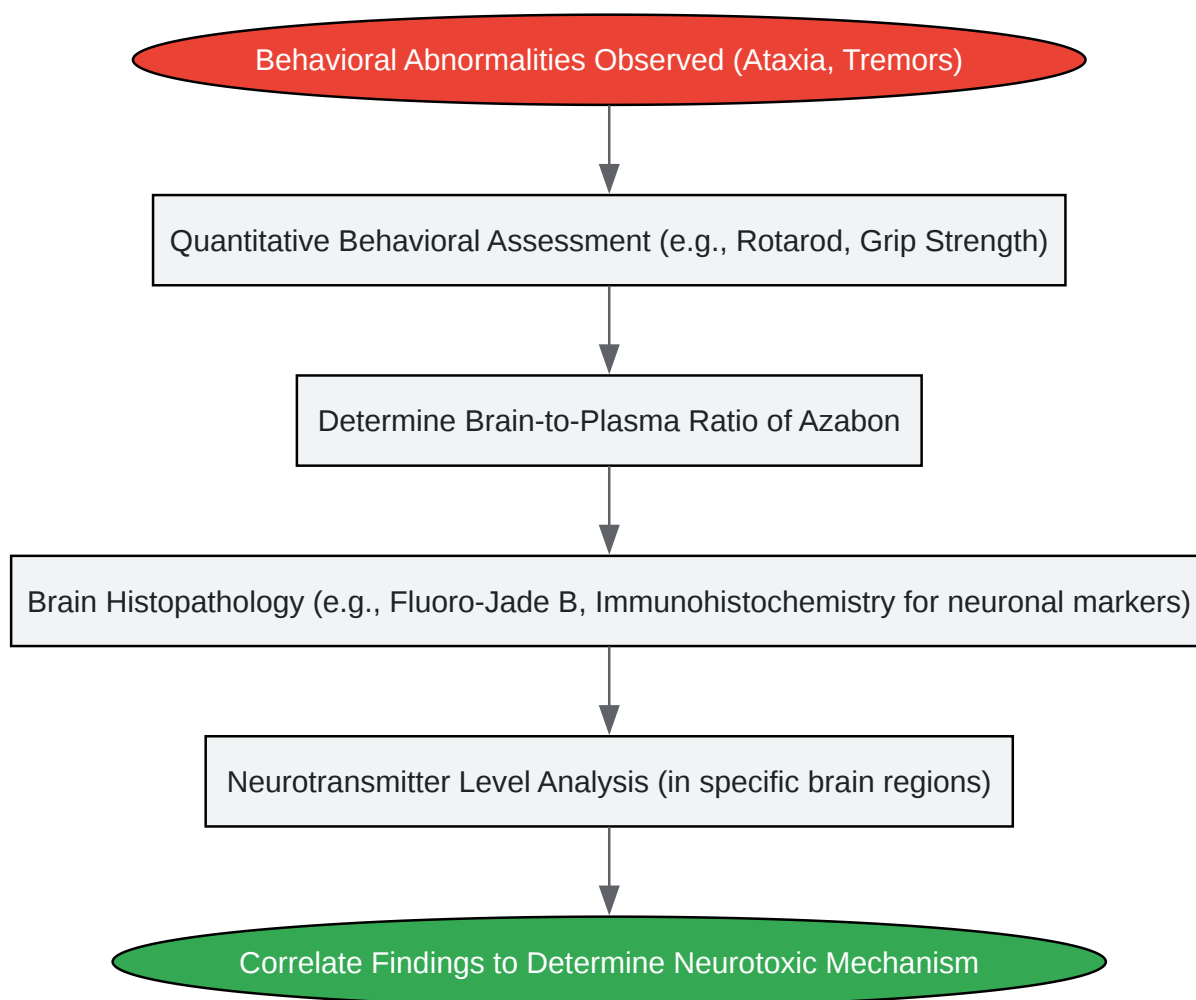 Behavioral Abnormalities Observed (Ataxia, Tremors)
Quantitative Behavioral Assessment (e.g., Rotarod, Grip Strength)
Determine Brain-to-Plasma Ratio of Azabon
Brain Histopathology (e.g., Fluoro-Jade B, Immunohistochemistry for neuronal markers)
Neurotransmitter Level Analysis (in specific brain regions)
Correlate Findings to Determine Neurotoxic Mechanism